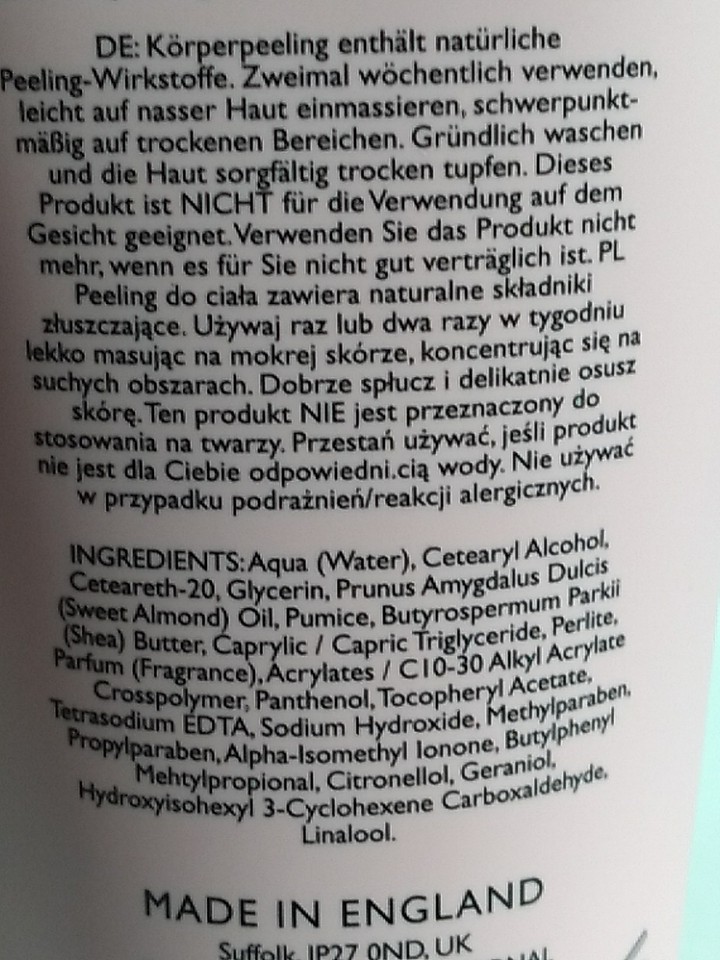 DE: Körperpeeling enthält natürliche
Peeling-Wirkstoffe. Zweimal wöchentlich verwenden,
leicht auf nasser Haut einmassieren, schwerpunkt-
mäßig auf trockenen Bereichen. Gründlich waschen
und die Haut sorgfältig trocken tupfen. Dieses
Produkt ist NICHT für die Verwendung auf dem
Gesicht geeignet. Verwenden Sie das Produkt nicht
mehr, wenn es für Sie nicht gut verträglich ist. PL
Peeling do ciała zawiera naturalne składniki
złuszczające. Używaj raz lub dwa razy w tygodniu
lekko masując na mokrej skórze, koncentrując się na
suchych obszarach. Dobrze spłucz i delikatnie osusz
skórę. Ten produkt NIE jest przeznaczony do
stosowania na twarzy. Przestań używać, jeśli produkt
nie jest dla Ciebie odpowiedni.cią wody. Nie używać
w przypadku podrażnień/reakcji alergicznych.
INGREDIENTS: Aqua (Water), Cetearyl Alcohol,
Ceteareth-20, Glycerin, Prunus Amygdalus Dulcis
(Sweet Almond) Oil, Pumice, Butyrospermum Parkii
(Shea) Butter, Caprylic / Capric Triglyceride, Perlite,
Parfum (Fragrance), Acrylates / C10-30 Alkyl Acrylate
Crosspolymer, Panthenol, Tocopheryl Acetate,
Tetrasodium EDTA, Sodium Hydroxide, Methylparaben,
Propylparaben, Alpha-Isomethyl Ionone, Butylphenyl
Mehtylpropional, Citronellol, Geraniol,
Hydroxyisohexyl 3-Cyclohexene Carboxaldehyde,
Linalool.
MADE IN ENGLAND
Suffolk, IP27 0ND, UK